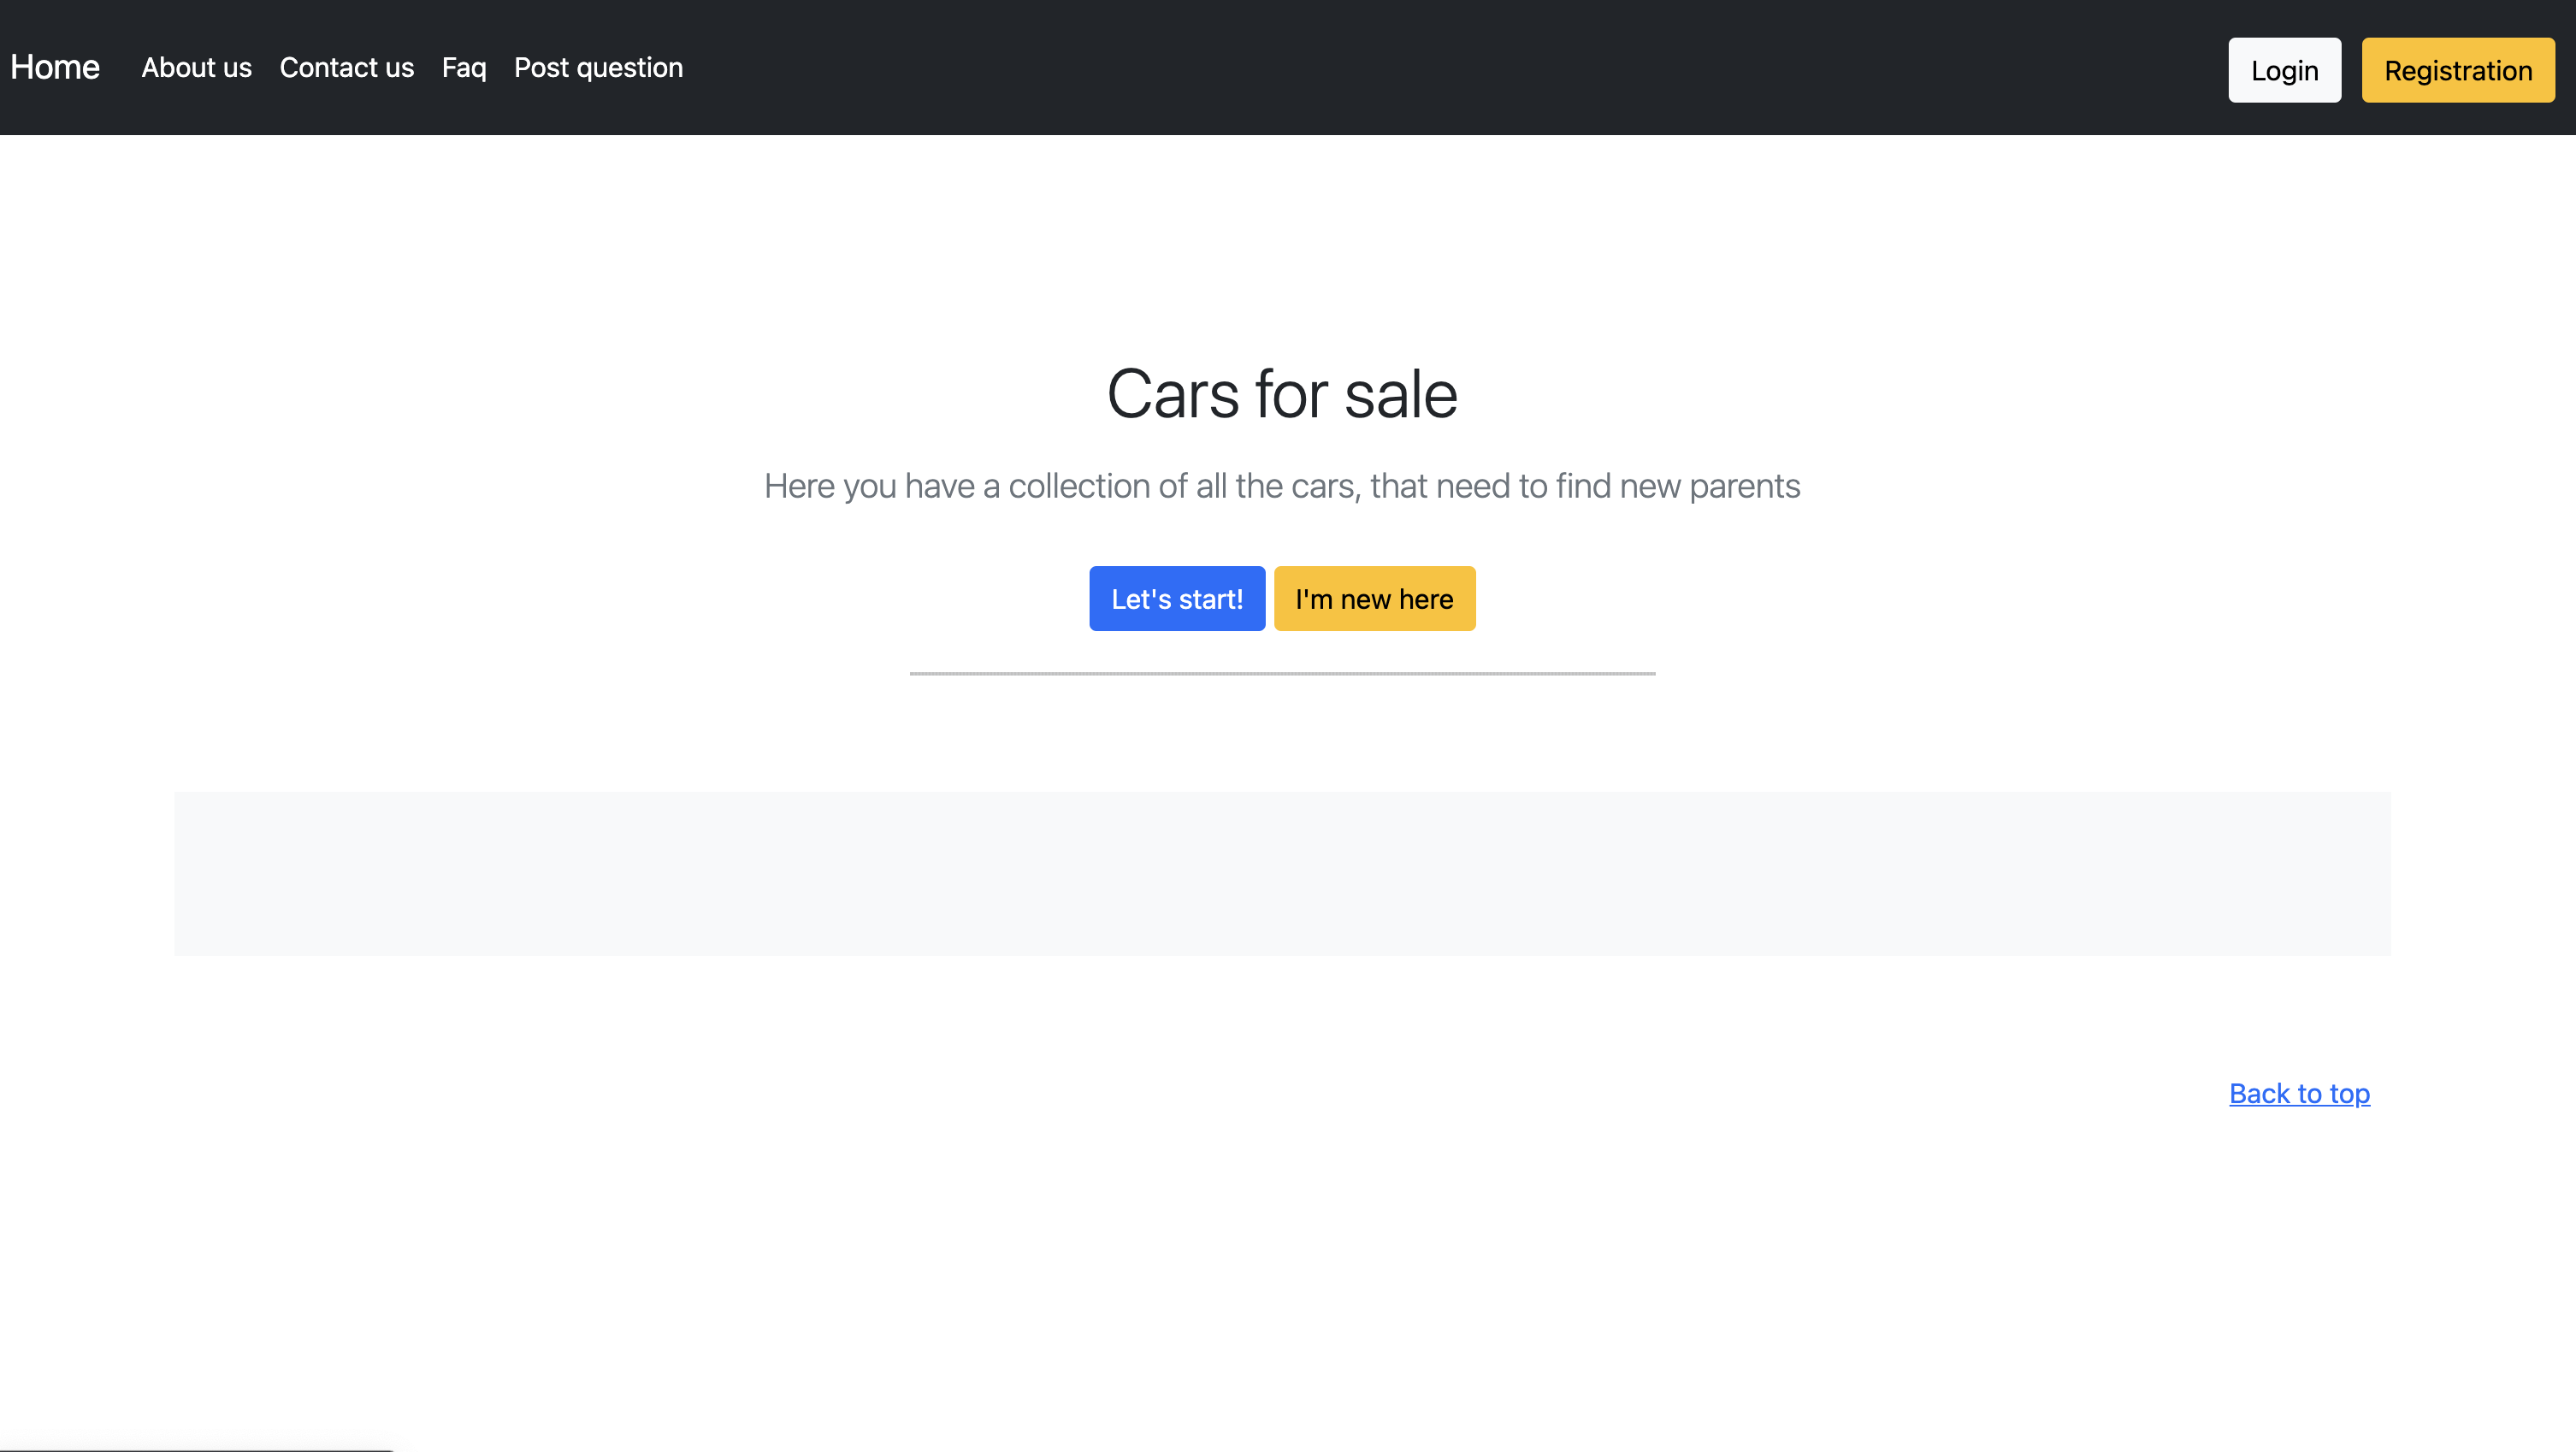 Home About us Contact us Faq Post question Login Registration
Cars for sale
Here you have a collection of all the cars, that need to find new parents
Let's start! I'm new here
Back to top